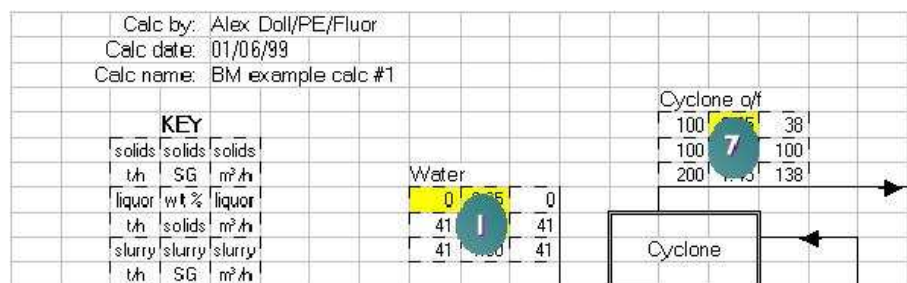 Calc by: Alex Doll/PE/Fluor
Calc date: 01/06/99
Calc name: BM example calc #1
Cyclone o/f
100 38
100 7 100
200 138
KEY
solids solids solids
t/h SG m³/h
liquor wt % liquor
t/h solids m³/h
slurry slurry slurry
t/h SG m³/h
Water
0 0
41 1 41
41 41
Cyclone